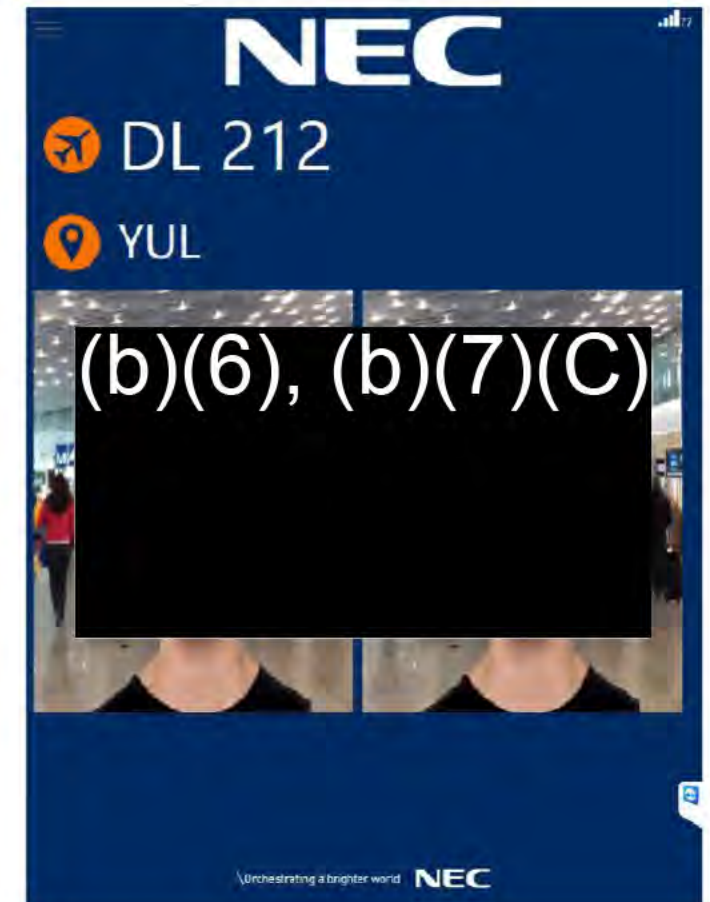 NEC
DL 212
YUL
(b)(6), (b)(7)(C)
\Orchestrating a brighter world NEC